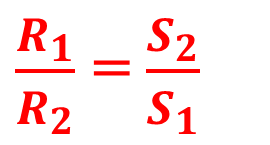 R₁/R₂ = S₂/S₁